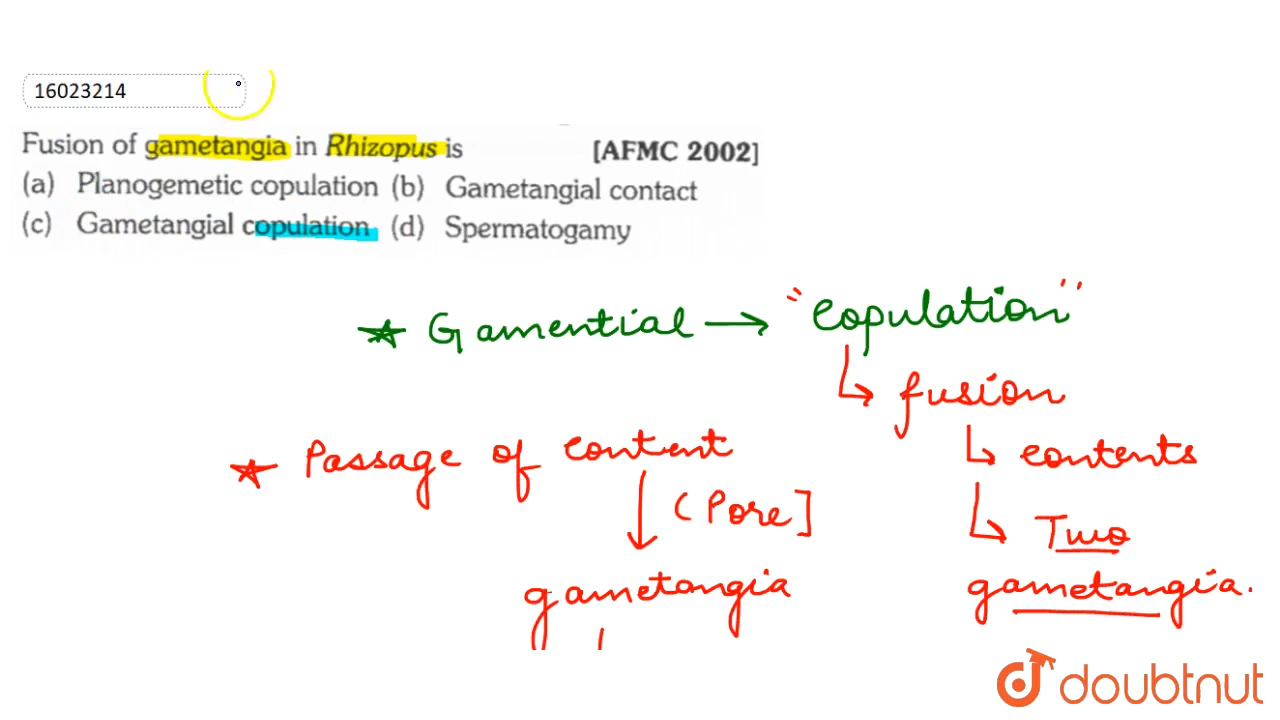 16023214
Fusion of gametangia in Rhizopus is [AFMC 2002]
(a) Planogemetic copulation (b) Gametangial contact
(c) Gametangial copulation (d) Spermatogamy
Gamential → "copulation"
↳ fusion
Passage of content
↳ contents
↓ (Pore]
↳ Two
gametangia
gametangia.
doubtnut